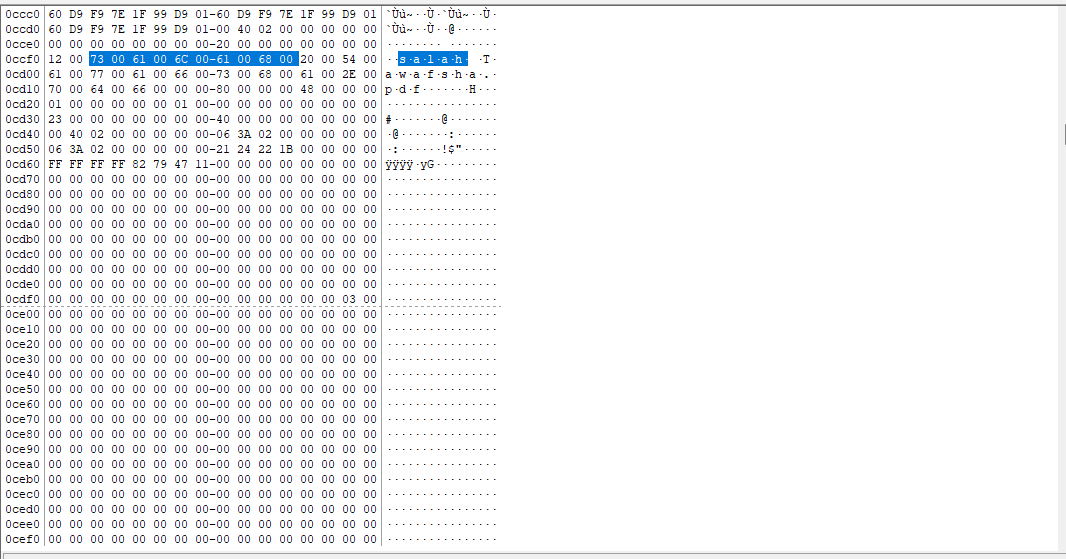 0ccc0 60 D9 F9 7E 1F 99 D9 01-60 D9 F9 7E 1F 99 D9 01 `Ùù~··Ù·`Ùù~··Ù·
0ccd0 60 D9 F9 7E 1F 99 D9 01-00 40 02 00 00 00 00 00 `Ùù~··Ù··@······
0cce0 00 00 00 00 00 00 00 00-20 00 00 00 00 00 00 00 ········ ·······
0ccf0 12 00 73 00 61 00 6C 00-61 00 68 00 20 00 54 00 ··s·a·l·a·h· ·T·
0cd00 61 00 77 00 61 00 66 00-73 00 68 00 61 00 2E 00 a·w·a·f·s·h·a·.·
0cd10 70 00 64 00 66 00 00 00-80 00 00 00 48 00 00 00 p·d·f·······H···
0cd20 01 00 00 00 00 00 01 00-00 00 00 00 00 00 00 00 ················
0cd30 23 00 00 00 00 00 00 00-40 00 00 00 00 00 00 00 #·······@·······
0cd40 00 40 02 00 00 00 00 00-06 3A 02 00 00 00 00 00 ·@·······:······
0cd50 06 3A 02 00 00 00 00 00-21 24 22 1B 00 00 00 00 ·:······!$"·····
0cd60 FF FF FF FF 82 79 47 11-00 00 00 00 00 00 00 00 ÿÿÿÿ·yG·········
0cd70 00 00 00 00 00 00 00 00-00 00 00 00 00 00 00 00 ················
0cd80 00 00 00 00 00 00 00 00-00 00 00 00 00 00 00 00 ················
0cd90 00 00 00 00 00 00 00 00-00 00 00 00 00 00 00 00 ················
0cda0 00 00 00 00 00 00 00 00-00 00 00 00 00 00 00 00 ················
0cdb0 00 00 00 00 00 00 00 00-00 00 00 00 00 00 00 00 ················
0cdc0 00 00 00 00 00 00 00 00-00 00 00 00 00 00 00 00 ················
0cdd0 00 00 00 00 00 00 00 00-00 00 00 00 00 00 00 00 ················
0cde0 00 00 00 00 00 00 00 00-00 00 00 00 00 00 00 00 ················
0cdf0 00 00 00 00 00 00 00 00-00 00 00 00 00 00 03 00 ················
0ce00 00 00 00 00 00 00 00 00-00 00 00 00 00 00 00 00 ················
0ce10 00 00 00 00 00 00 00 00-00 00 00 00 00 00 00 00 ················
0ce20 00 00 00 00 00 00 00 00-00 00 00 00 00 00 00 00 ················
0ce30 00 00 00 00 00 00 00 00-00 00 00 00 00 00 00 00 ················
0ce40 00 00 00 00 00 00 00 00-00 00 00 00 00 00 00 00 ················
0ce50 00 00 00 00 00 00 00 00-00 00 00 00 00 00 00 00 ················
0ce60 00 00 00 00 00 00 00 00-00 00 00 00 00 00 00 00 ················
0ce70 00 00 00 00 00 00 00 00-00 00 00 00 00 00 00 00 ················
0ce80 00 00 00 00 00 00 00 00-00 00 00 00 00 00 00 00 ················
0ce90 00 00 00 00 00 00 00 00-00 00 00 00 00 00 00 00 ················
0cea0 00 00 00 00 00 00 00 00-00 00 00 00 00 00 00 00 ················
0ceb0 00 00 00 00 00 00 00 00-00 00 00 00 00 00 00 00 ················
0cec0 00 00 00 00 00 00 00 00-00 00 00 00 00 00 00 00 ················
0ced0 00 00 00 00 00 00 00 00-00 00 00 00 00 00 00 00 ················
0cee0 00 00 00 00 00 00 00 00-00 00 00 00 00 00 00 00 ················
0cef0 00 00 00 00 00 00 00 00-00 00 00 00 00 00 00 00 ················